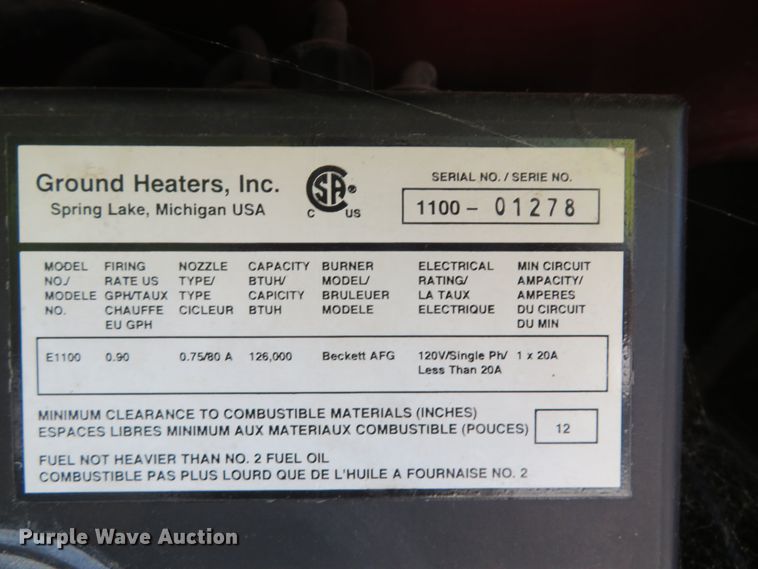 Ground Heaters, Inc.
Spring Lake, Michigan USA
CSA® C US
SERIAL NO. / SERIE NO.
1100 – 01278
MODEL NO./ MODELE NO.
FIRING RATE US GPH/TAUX CHAUFFE EU GPH
NOZZLE TYPE/ TYPE CICLEUR
CAPACITY BTUH/ CAPICITY BTUH
BURNER MODEL/ BRULEUER MODELE
ELECTRICAL RATING/ LA TAUX ELECTRIQUE
MIN CIRCUIT AMPACITY/ AMPERES DU CIRCUIT DU MIN
E1100 0.90 0.75/80 A 126,000 Beckett AFG 120V/Single Ph/ 1 x 20A
Less Than 20A
MINIMUM CLEARANCE TO COMBUSTIBLE MATERIALS (INCHES)
ESPACES LIBRES MINIMUM AUX MATERIAUX COMBUSTIBLE (POUCES) 12
FUEL NOT HEAVIER THAN NO. 2 FUEL OIL
COMBUSTIBLE PAS PLUS LOURD QUE DE L'HUILE A FOURNAISE NO. 2
Purple Wave Auction